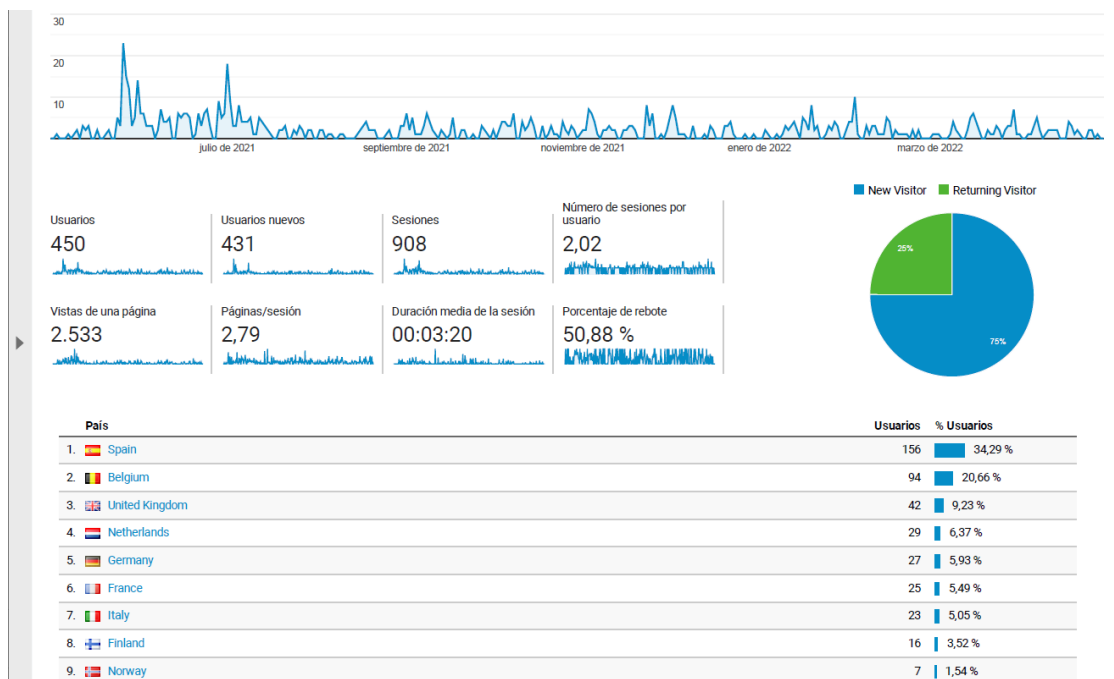 30
20
10
julio de 2021 septiembre de 2021 noviembre de 2021 enero de 2022 marzo de 2022
New Visitor Returning Visitor
Usuarios
450
Usuarios nuevos
431
Sesiones
908
Número de sesiones por
usuario
2,02
25%
75%
Vistas de una página
2.533
Páginas/sesión
2,79
Duración media de la sesión
00:03:20
Porcentaje de rebote
50,88 %
País Usuarios % Usuarios
1. Spain 156 34,29 %
2. Belgium 94 20,66 %
3. United Kingdom 42 9,23 %
4. Netherlands 29 6,37 %
5. Germany 27 5,93 %
6. France 25 5,49 %
7. Italy 23 5,05 %
8. Finland 16 3,52 %
9. Norway 7 1,54 %